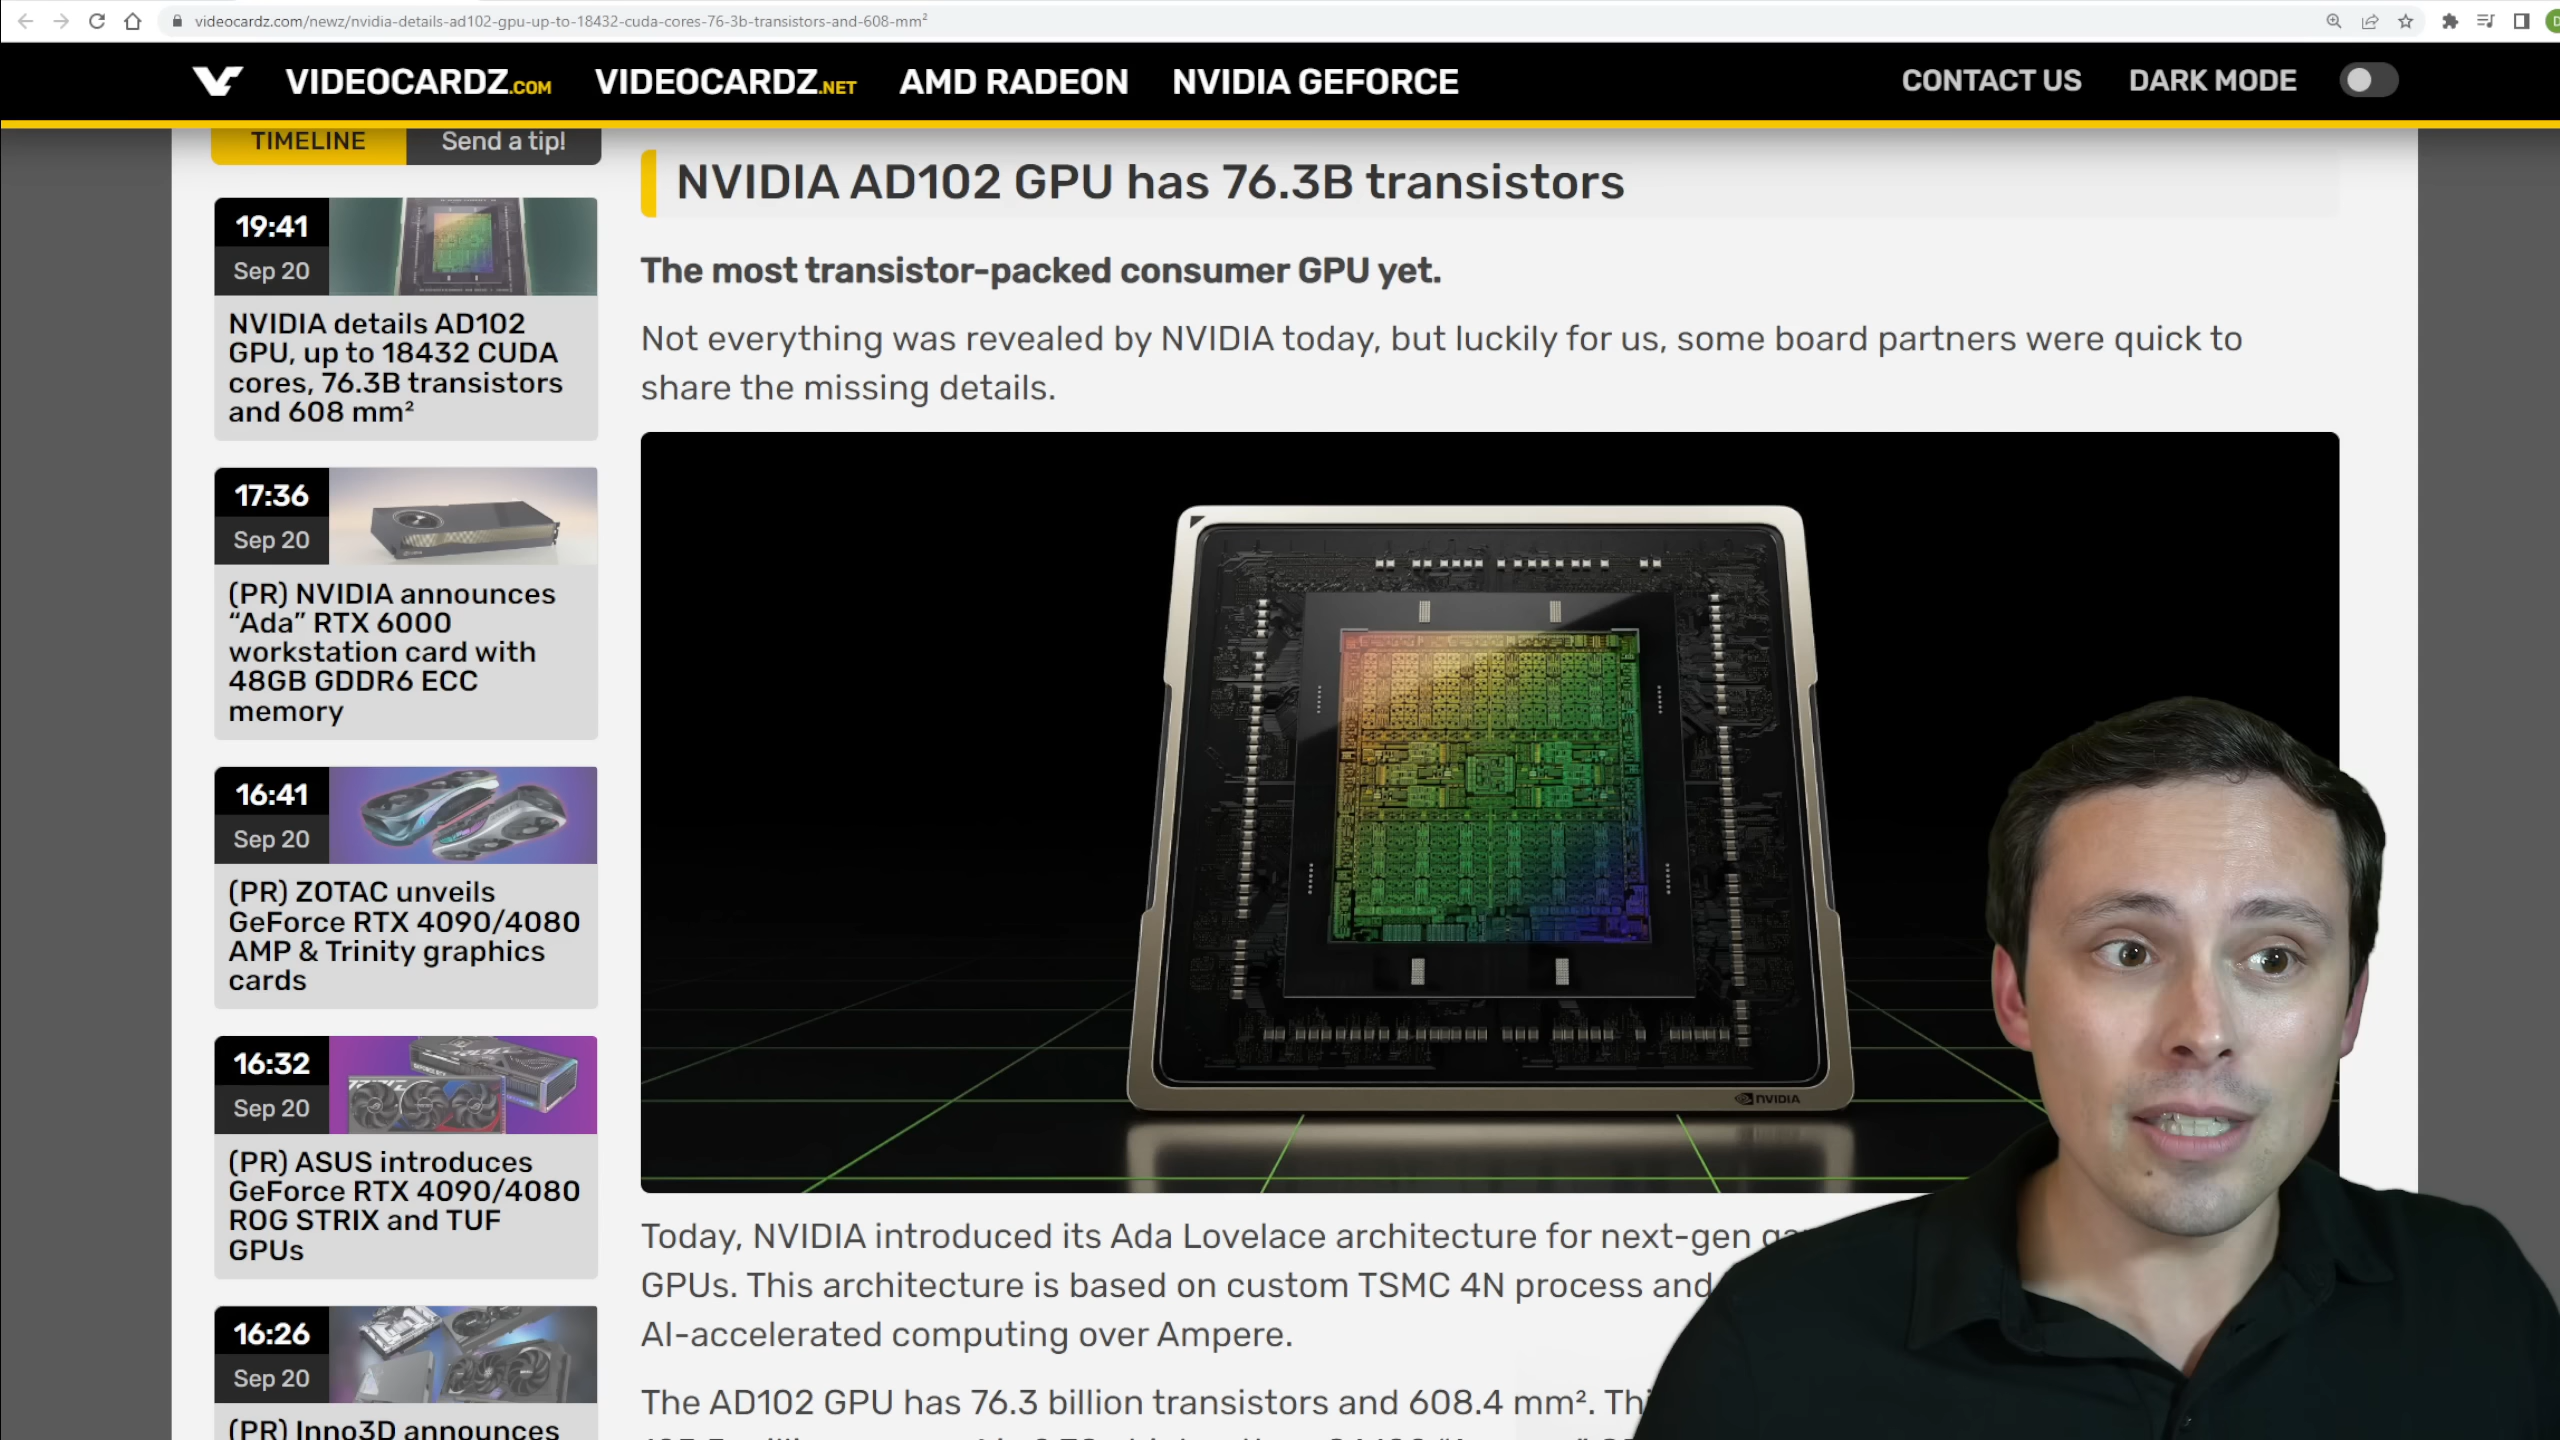 videocardz.com/newz/nvidia-details-ad102-gpu-up-to-18432-cuda-cores-76-3b-transistors-and-608-mm²
VIDEOCARDZ.COM
VIDEOCARDZ.NET
AMD RADEON
NVIDIA GEFORCE
CONTACT US
DARK MODE
TIMELINE
Send a tip!
19:41
Sep 20
NVIDIA details AD102
GPU, up to 18432 CUDA
cores, 76.3B transistors
and 608 mm²
17:36
Sep 20
(PR) NVIDIA announces
“Ada” RTX 6000
workstation card with
48GB GDDR6 ECC
memory
16:41
Sep 20
(PR) ZOTAC unveils
GeForce RTX 4090/4080
AMP & Trinity graphics
cards
16:32
Sep 20
(PR) ASUS introduces
GeForce RTX 4090/4080
ROG STRIX and TUF
GPUs
16:26
Sep 20
(PR) Inno3D announces
NVIDIA AD102 GPU has 76.3B transistors
The most transistor-packed consumer GPU yet.
Not everything was revealed by NVIDIA today, but luckily for us, some board partners were quick to
share the missing details.
NVIDIA
Today, NVIDIA introduced its Ada Lovelace architecture for next-gen
GPUs. This architecture is based on custom TSMC 4N process and
AI-accelerated computing over Ampere.
The AD102 GPU has 76.3 billion transistors and 608.4 mm².